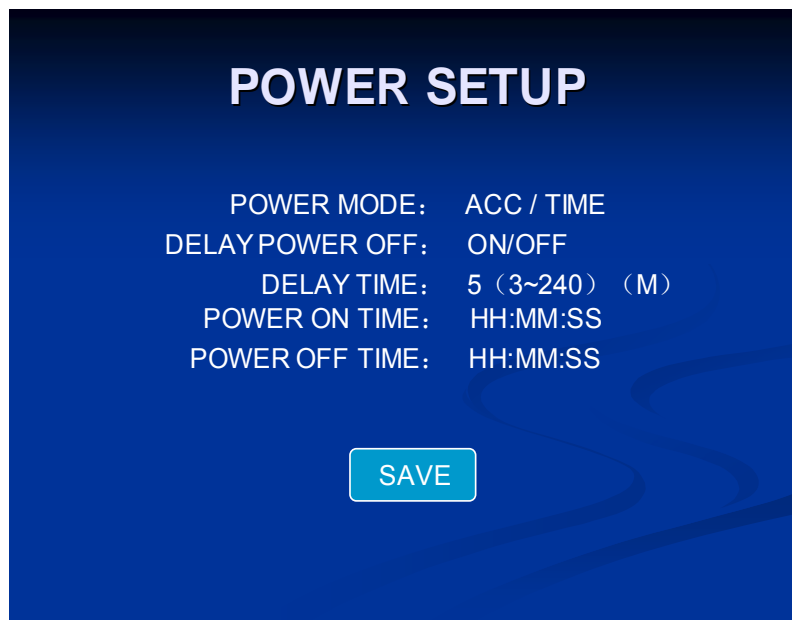 POWER SETUP
POWER MODE： ACC / TIME
DELAY POWER OFF： ON/OFF
DELAY TIME： 5（3~240）（M）
POWER ON TIME： HH:MM:SS
POWER OFF TIME： HH:MM:SS
SAVE